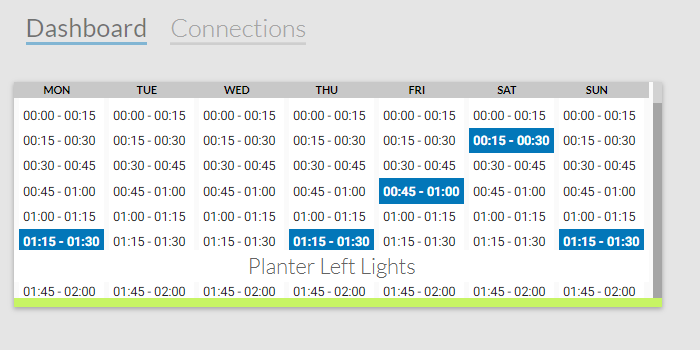 Dashboard Connections
MON TUE WED THU FRI SAT SUN
00:00 - 00:15 00:00 - 00:15 00:00 - 00:15 00:00 - 00:15 00:00 - 00:15 00:00 - 00:15 00:00 - 00:15
00:15 - 00:30 00:15 - 00:30 00:15 - 00:30 00:15 - 00:30 00:15 - 00:30 00:15 - 00:30 00:15 - 00:30
00:30 - 00:45 00:30 - 00:45 00:30 - 00:45 00:30 - 00:45 00:30 - 00:45 00:30 - 00:45 00:30 - 00:45
00:45 - 01:00 00:45 - 01:00 00:45 - 01:00 00:45 - 01:00 00:45 - 01:00 00:45 - 01:00 00:45 - 01:00
01:00 - 01:15 01:00 - 01:15 01:00 - 01:15 01:00 - 01:15 01:00 - 01:15 01:00 - 01:15 01:00 - 01:15
01:15 - 01:30 01:15 - 01:30 01:15 - 01:30 01:15 - 01:30 01:15 - 01:30 01:15 - 01:30 01:15 - 01:30
Planter Left Lights
01:45 - 02:00 01:45 - 02:00 01:45 - 02:00 01:45 - 02:00 01:45 - 02:00 01:45 - 02:00 01:45 - 02:00